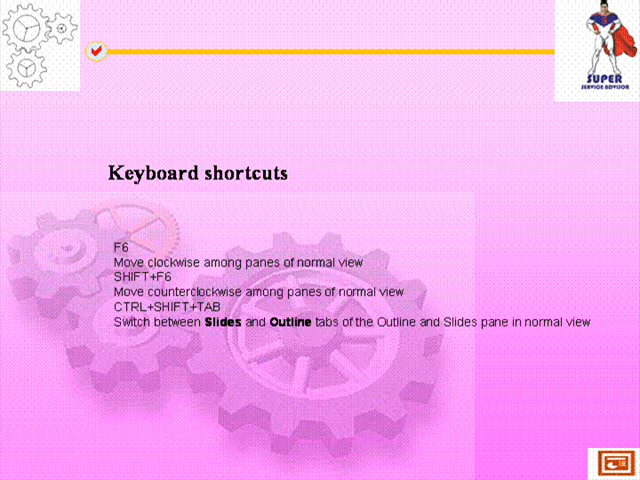 SUPER
SERVICE ADVISOR
Keyboard shortcuts
F6
Move clockwise among panes of normal view
SHIFT+F6
Move counterclockwise among panes of normal view
CTRL+SHIFT+TAB
Switch between Slides and Outline tabs of the Outline and Slides pane in normal view